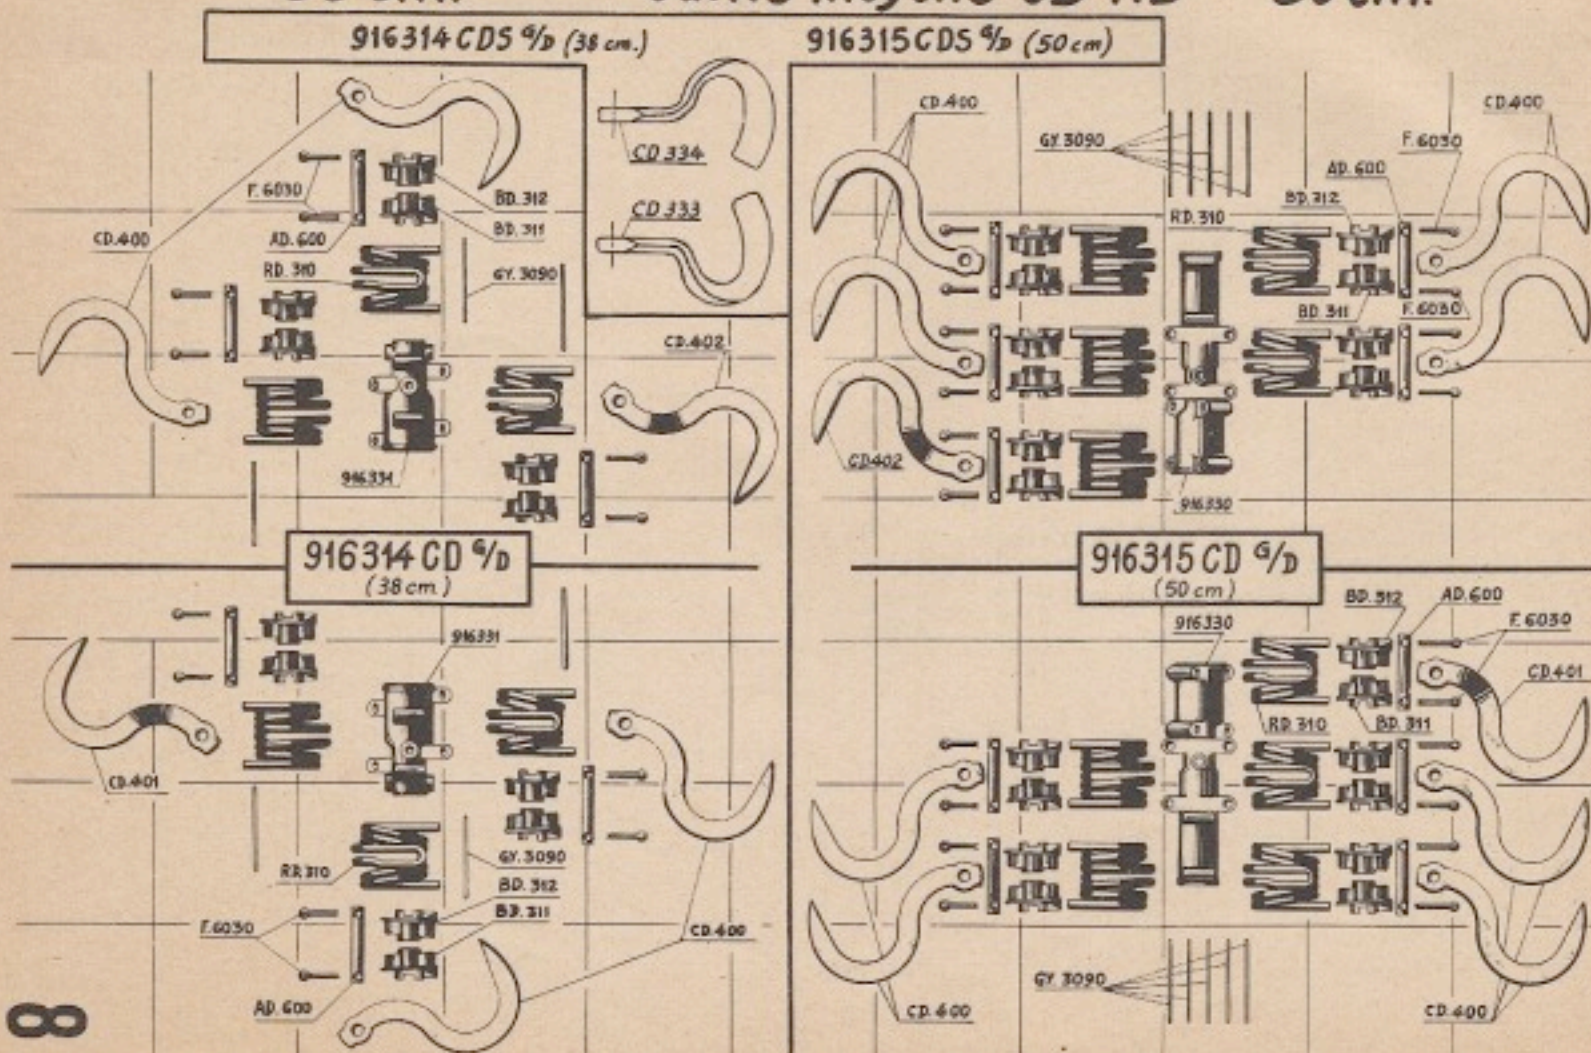 916314 CDS G/D (38 cm.)
916315 CDS G/D (50 cm)
CD.400
F. 6030
AD. 600
BD. 312
BD. 311
RD. 310
GY. 3090
916331
CD.402
CD 334
CD 333
CD.400
GY. 3090
CD.400
F. 6030
AD. 600
BD. 312
RD. 310
BD. 311
F. 6030
CD402
916330
916314 CD G/D
(38 cm.)
916315 CD G/D
(50 cm)
916331
CD.401
RD. 310
GY. 3090
BD. 312
BD. 311
F. 6030
AD. 600
CD.400
916330
BD. 312
AD. 600
F. 6030
CD.401
RD. 310
BD. 311
GY. 3090
CD. 400
CD. 400
8